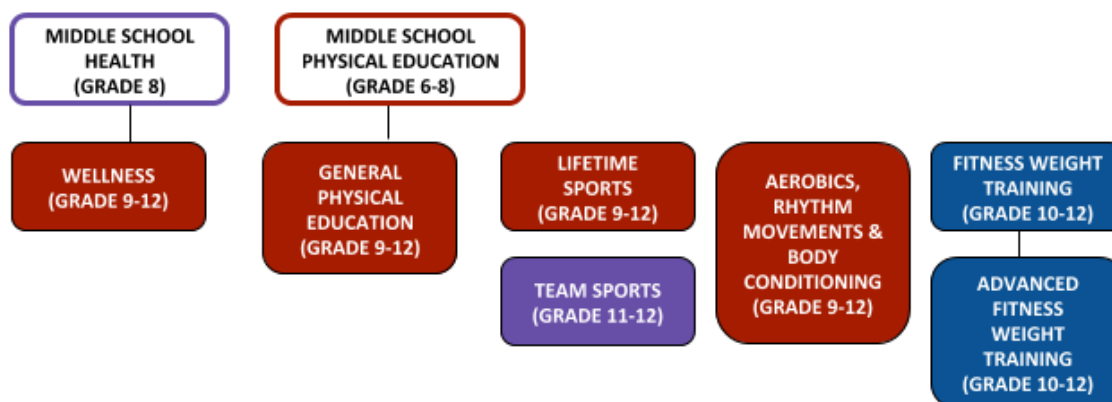 MIDDLE SCHOOL
HEALTH
(GRADE 8)
MIDDLE SCHOOL
PHYSICAL EDUCATION
(GRADE 6-8)
WELLNESS
(GRADE 9-12)
GENERAL
PHYSICAL
EDUCATION
(GRADE 9-12)
LIFETIME
SPORTS
(GRADE 9-12)
TEAM SPORTS
(GRADE 11-12)
AEROBICS,
RHYTHM
MOVEMENTS &
BODY
CONDITIONING
(GRADE 9-12)
FITNESS WEIGHT
TRAINING
(GRADE 10-12)
ADVANCED
FITNESS
WEIGHT
TRAINING
(GRADE 10-12)